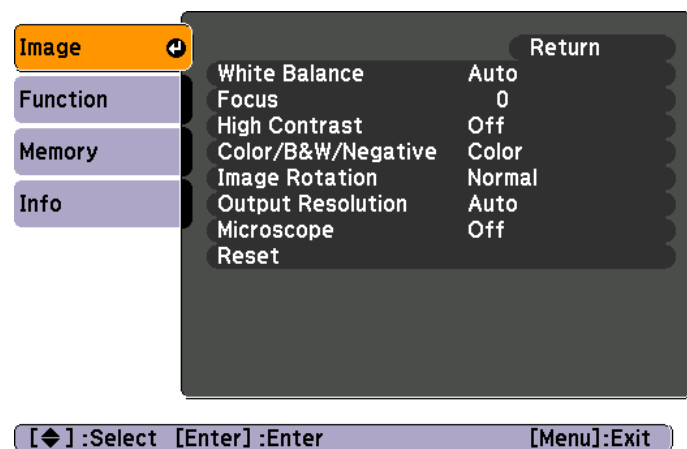 Image
Function
Memory
Info
Return
White Balance Auto
Focus 0
High Contrast Off
Color/B&W/Negative Color
Image Rotation Normal
Output Resolution Auto
Microscope Off
Reset
[◆] :Select [Enter] :Enter [Menu]:Exit